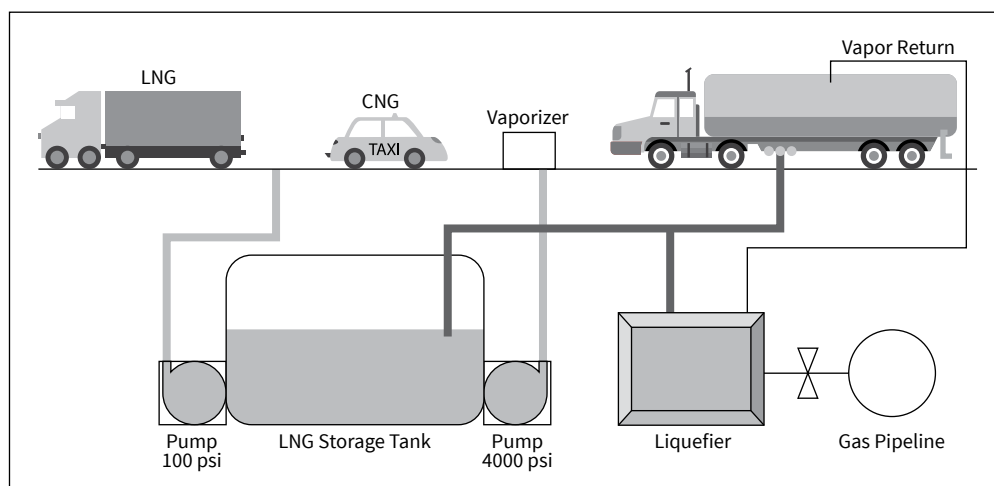 Vapor Return
LNG
CNG
Vaporizer
TAXI
Pump
100 psi
LNG Storage Tank
Pump
4000 psi
Liquefier
Gas Pipeline